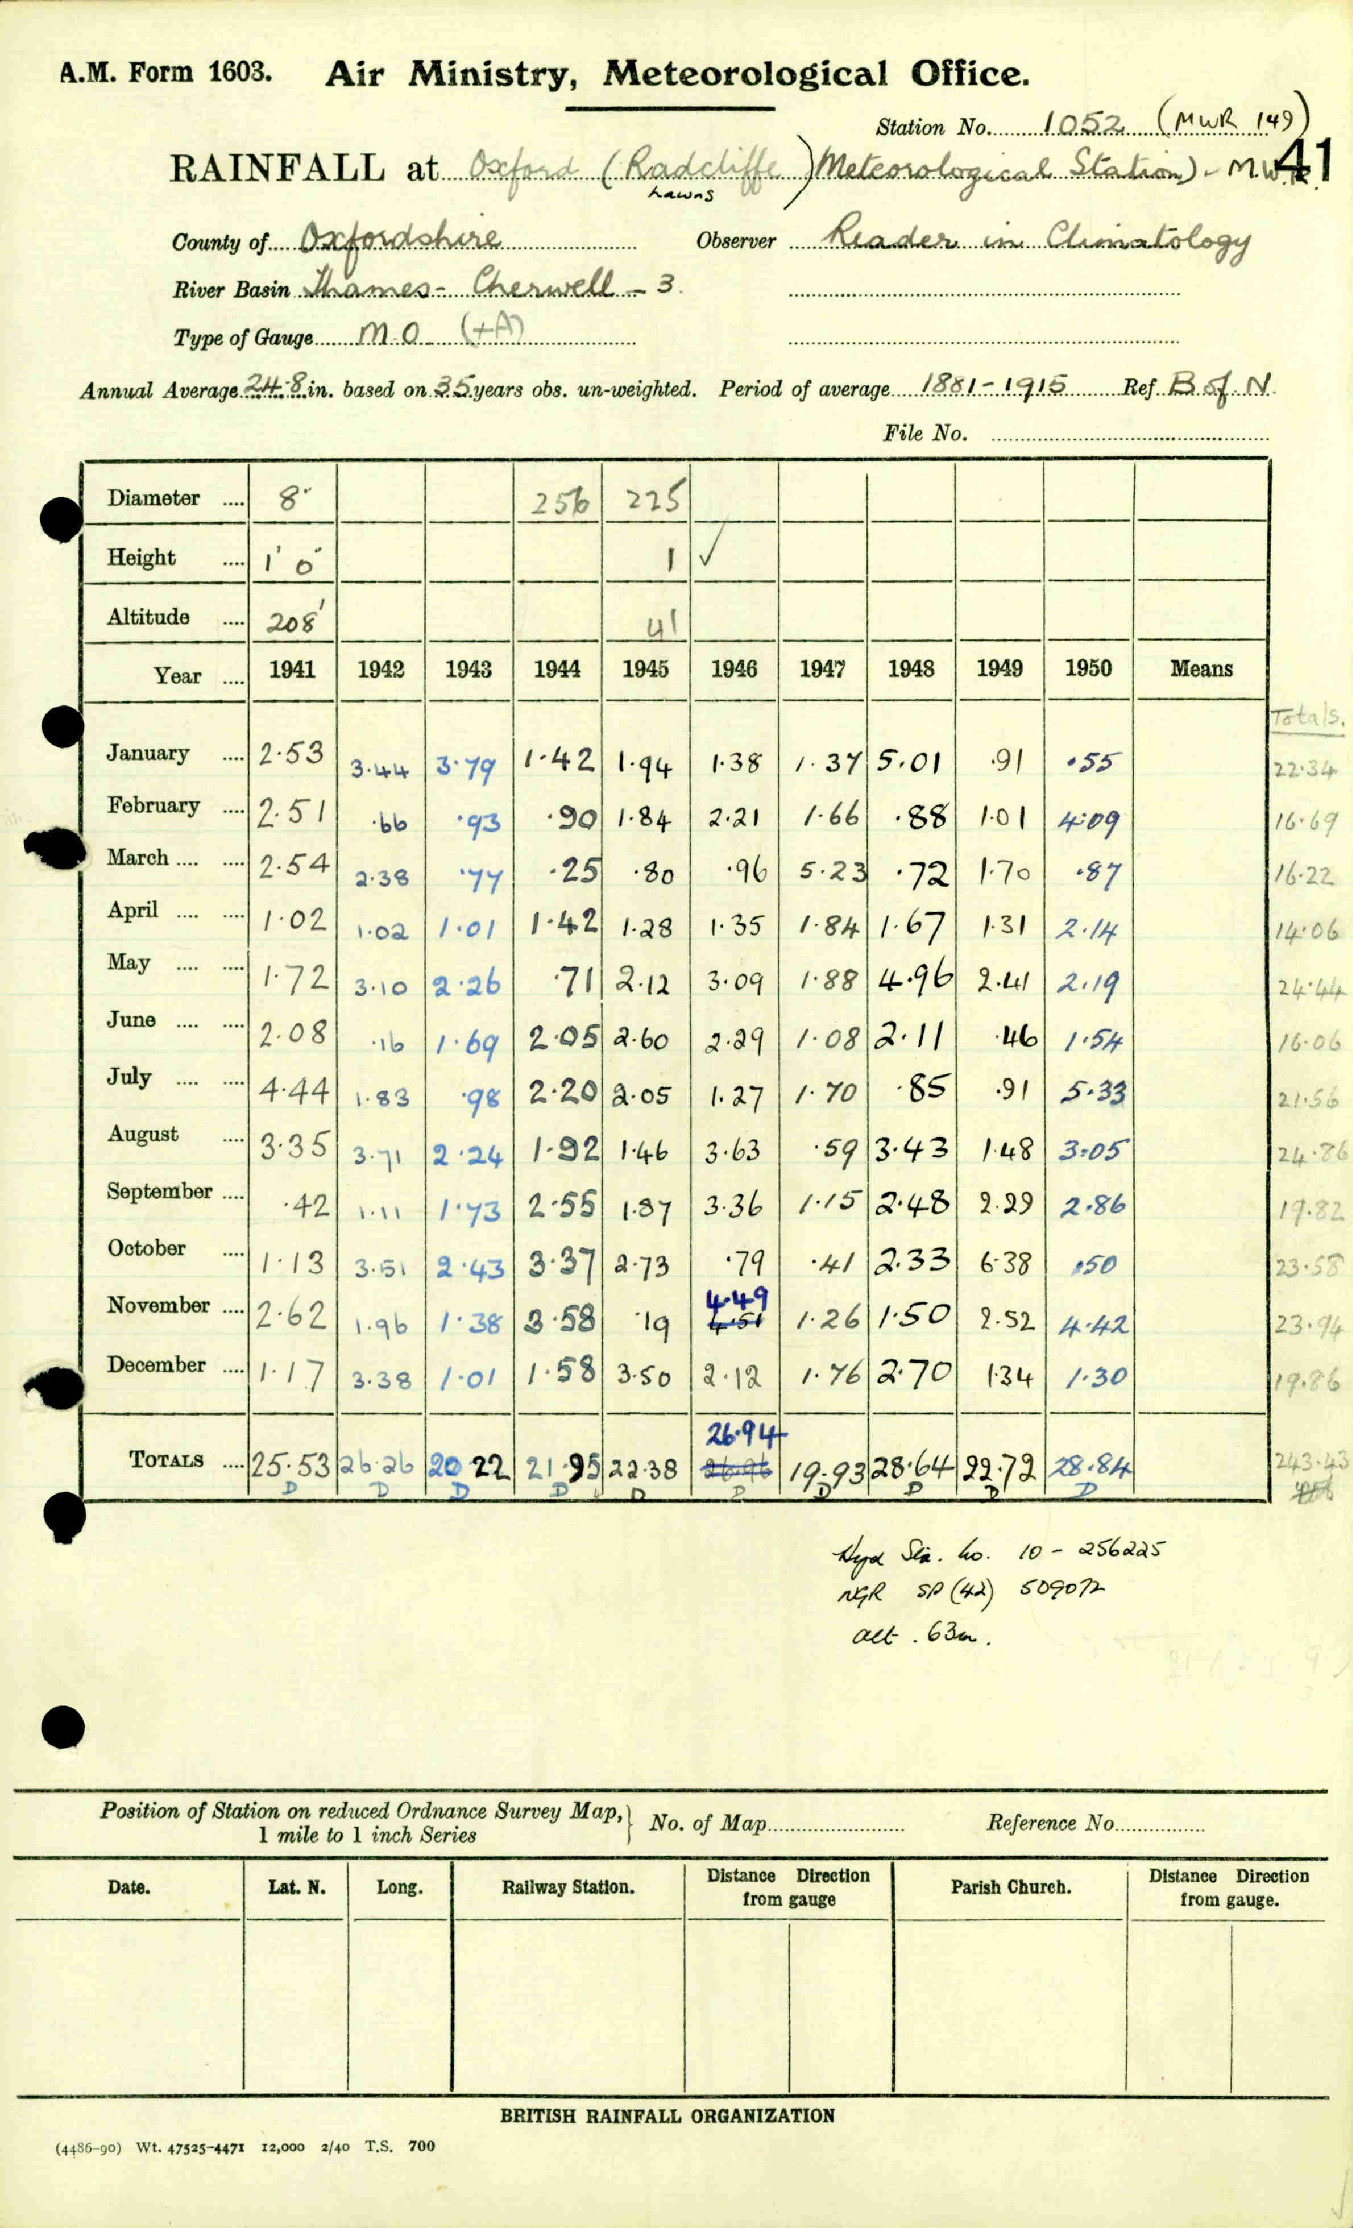 A.M. Form 1603. Air Ministry, Meteorological Office.
Station No. 1052 (MWR 149)
41
RAINFALL at Oxford (Radcliffe Meteorological Station) - M.W.R.
Lawns
County of Oxfordshire Observer Reader in Climatology
River Basin Thames - Cherwell - 3.
Type of Gauge M.O (+A)
Annual Average 24.8 in. based on 35 years obs. un-weighted. Period of average 1881-1915 Ref. B of N.
File No.
Diameter .... 8" 256 225
Height .... 1' 0" 1 ✓
Altitude .... 208' 41
Year .... 1941 1942 1943 1944 1945 1946 1947 1948 1949 1950 Means
Totals.
January .... 2.53 3.44 3.79 1.42 1.94 1.38 1.37 5.01 .91 .55 22.34
February .... 2.51 .66 .93 .90 1.84 2.21 1.66 .88 1.01 4.09 16.69
March .... .... 2.54 2.38 .77 .25 .80 .96 5.23 .72 1.70 .87 16.22
April .... .... 1.02 1.02 1.01 1.42 1.28 1.35 1.84 1.67 1.31 2.14 14.06
May .... .... 1.72 3.10 2.26 .71 2.12 3.09 1.88 4.96 2.41 2.19 24.44
June .... .... 2.08 .16 1.69 2.05 2.60 2.29 1.08 2.11 .46 1.54 16.06
July .... .... 4.44 1.83 .98 2.20 2.05 1.27 1.70 .85 .91 5.33 21.56
August .... 3.35 3.71 2.24 1.92 1.46 3.63 .59 3.43 1.48 3.05 24.86
September .... .42 1.11 1.73 2.55 1.87 3.36 1.15 2.48 2.29 2.86 19.82
October .... 1.13 3.51 2.43 3.37 2.73 .79 .41 2.33 6.38 .50 23.58
4.49
November .... 2.62 1.96 1.38 3.58 .19 4.51 1.26 1.50 2.52 4.42 23.94
December .... 1.17 3.38 1.01 1.58 3.50 2.12 1.76 2.70 1.34 1.30 19.86
26.94
TOTALS .... 25.53 26.26 20.22 21.95 22.38 26.96 19.93 28.64 22.72 28.84 243.43
D D D D D D D D D D
Hyd Sta. No. 10 - 256225
NGR SP (42) 509072
alt . 63m.
Position of Station on reduced Ordnance Survey Map, No. of Map Reference No.
1 mile to 1 inch Series
Date. Lat. N. Long. Railway Station. Distance Direction Parish Church. Distance Direction
from gauge from gauge.
BRITISH RAINFALL ORGANIZATION
(4486-90) Wt. 47525-4471 12,000 2/40 T.S. 700